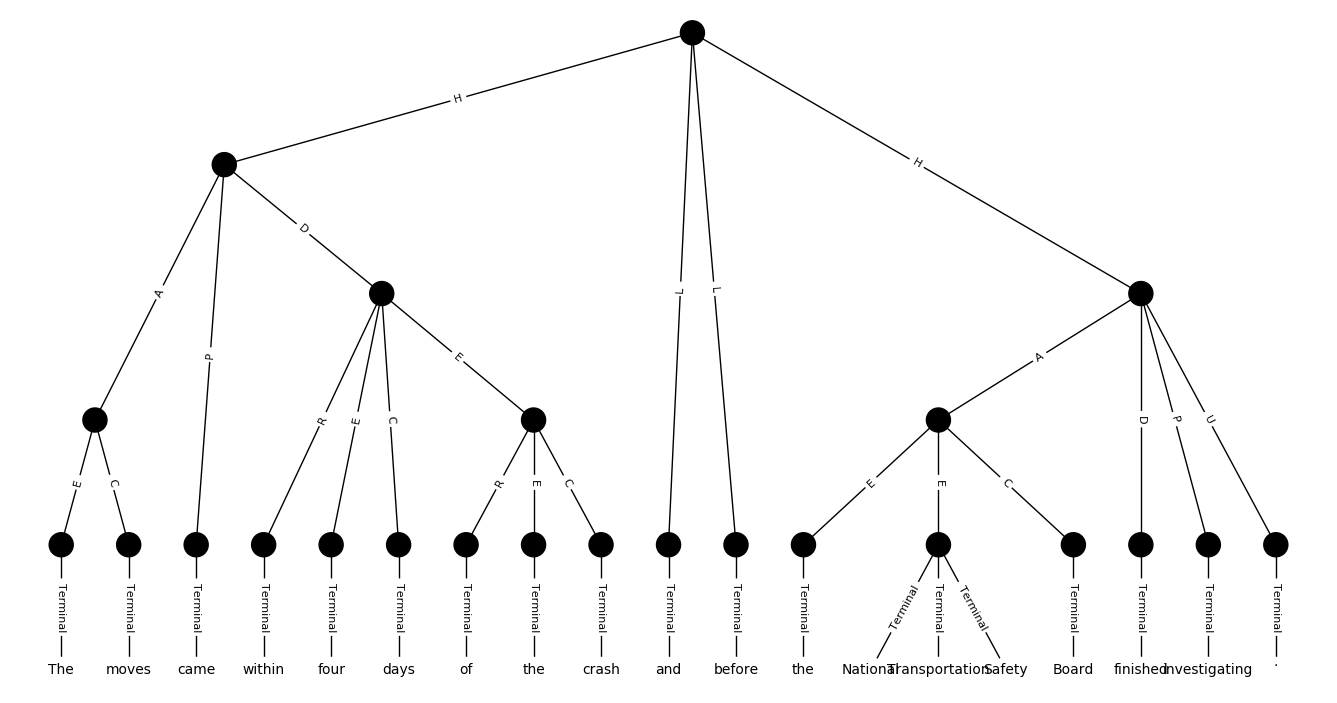 H
H
D
A
L
L
P
A
E
R
E
C
D
P
U
E
C
R
E
C
E
E
C
Terminal Terminal Terminal Terminal Terminal Terminal Terminal Terminal Terminal Terminal Terminal Terminal Terminal Terminal Terminal Terminal Terminal Terminal Terminal
The moves came within four days of the crash and before the National Transportation Safety Board finished investigating .